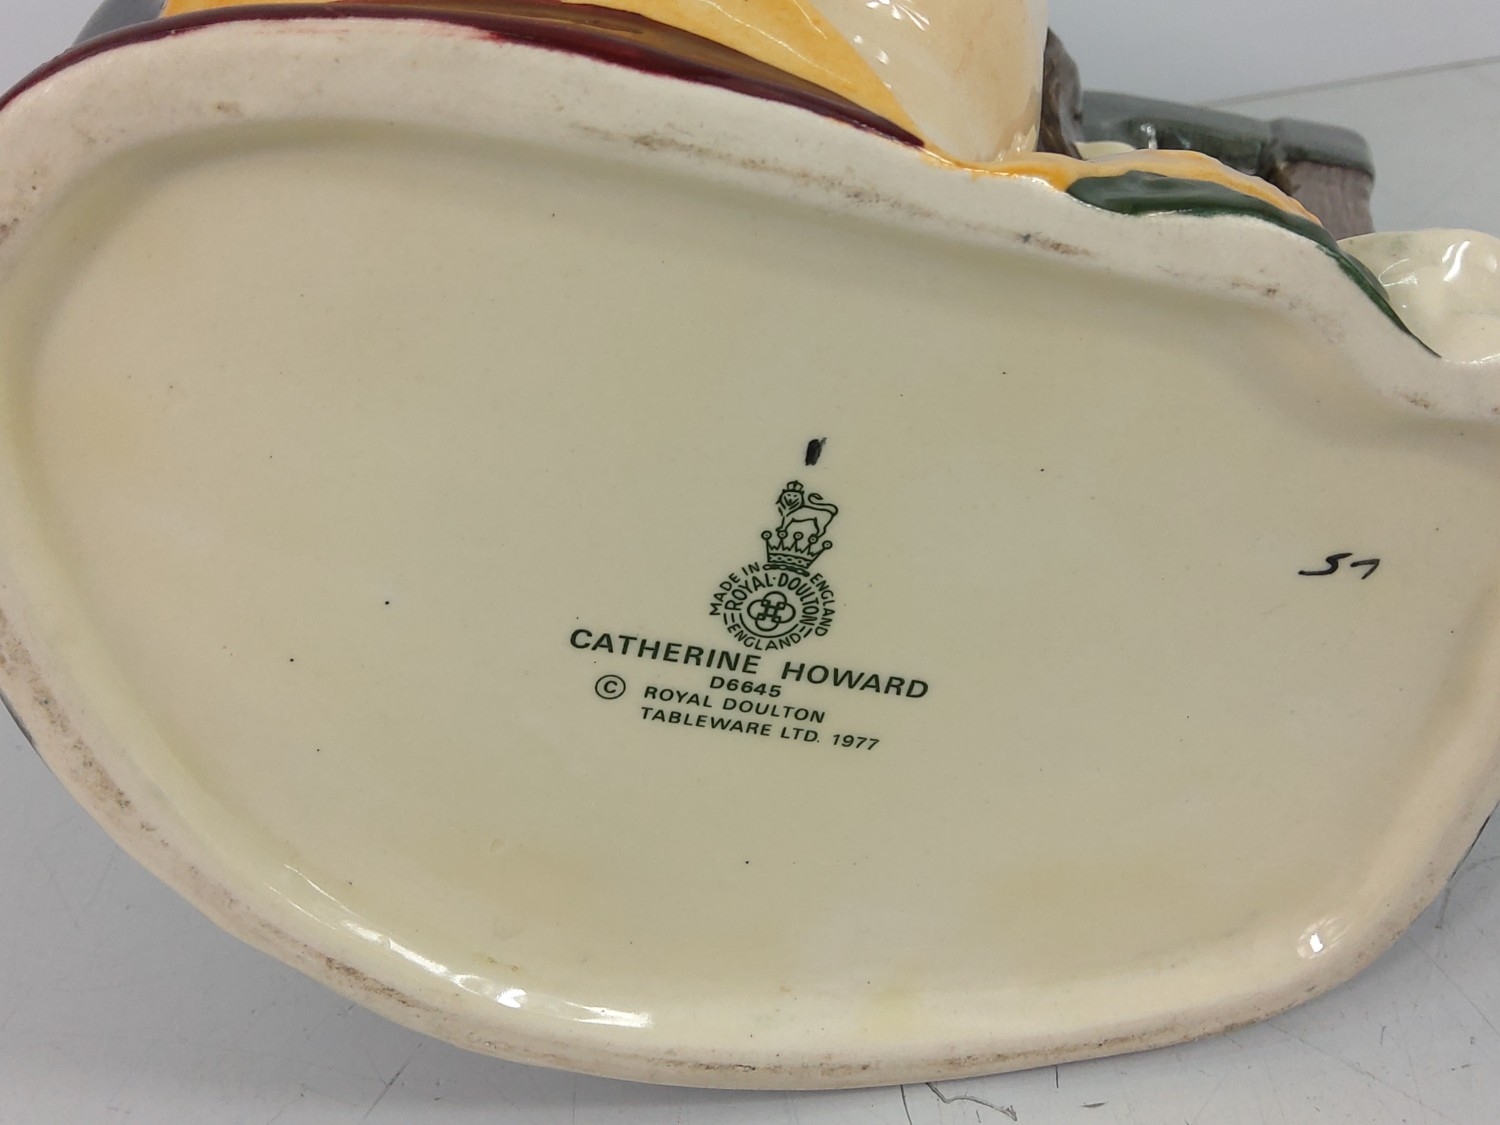 MADE IN ENGLAND
ROYAL·DOULTON
ENGLAND
CATHERINE HOWARD
D6645
© ROYAL DOULTON
TABLEWARE LTD. 1977